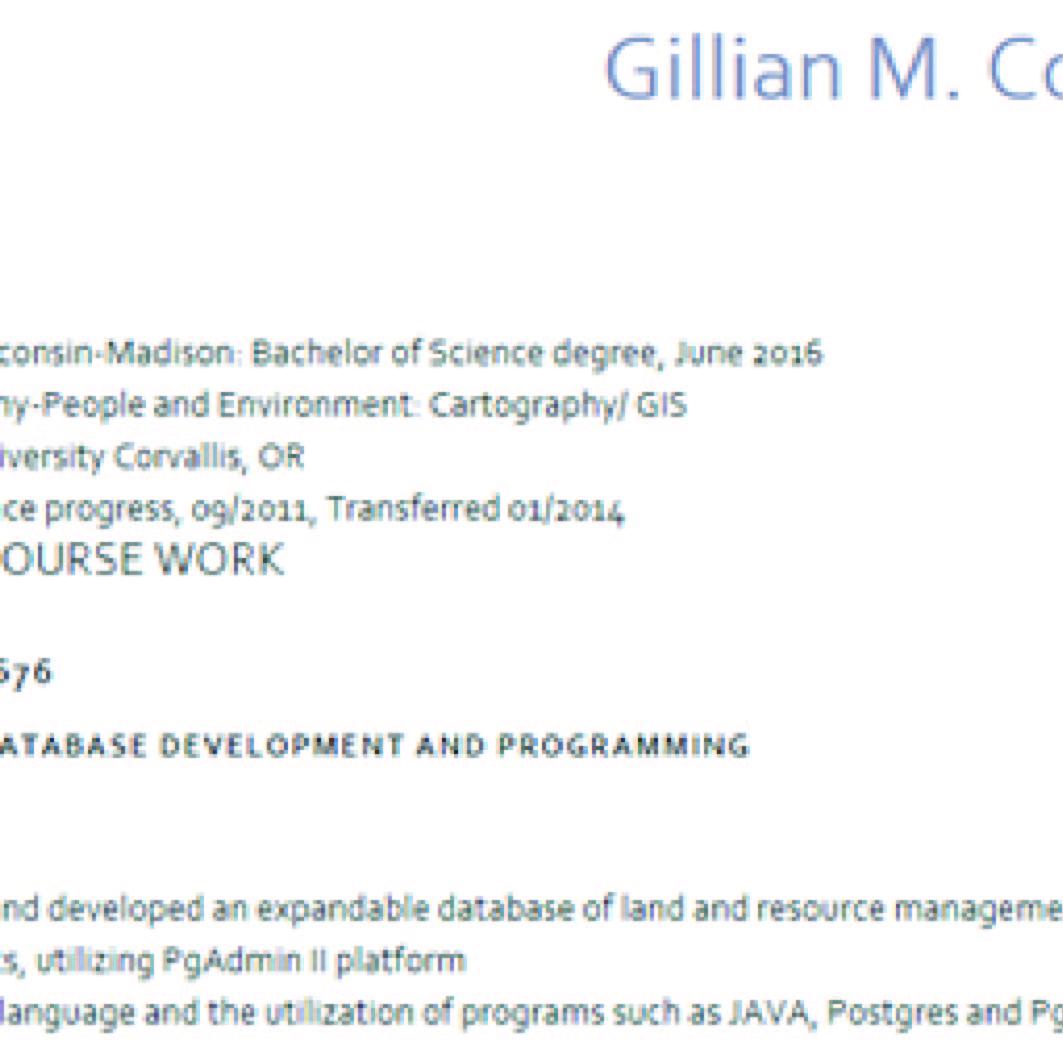 Gillian M. Co
consin-Madison: Bachelor of Science degree, June 2016
hy-People and Environment: Cartography/ GIS
iversity Corvallis, OR
ce progress, 09/2011, Transferred 01/2014
OURSE WORK
676
ATABASE DEVELOPMENT AND PROGRAMMING
nd developed an expandable database of land and resource manageme
s, utilizing PgAdmin II platform
language and the utilization of programs such as JAVA, Postgres and Pg